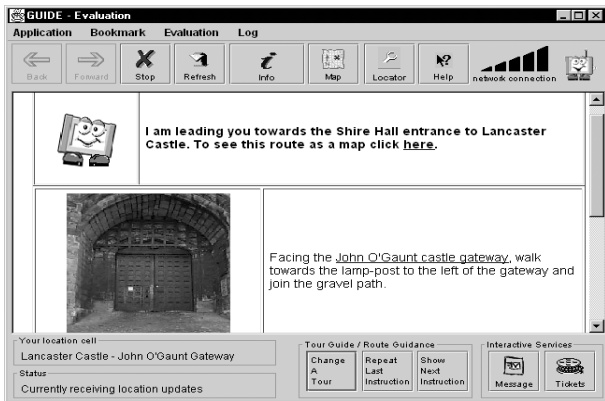 GUIDE - Evaluation
Application Bookmark Evaluation Log
Back Forward Stop Refresh Info Map Locator Help network connection
I am leading you towards the Shire Hall entrance to Lancaster
Castle. To see this route as a map click here.
Facing the John O'Gaunt castle gateway, walk
towards the lamp-post to the left of the gateway and
join the gravel path.
Your location cell
Lancaster Castle - John O'Gaunt Gateway
Status
Currently receiving location updates
Tour Guide / Route Guidance
Change
A
Tour
Repeat
Last
Instruction
Show
Next
Instruction
Interactive Services
Message Tickets